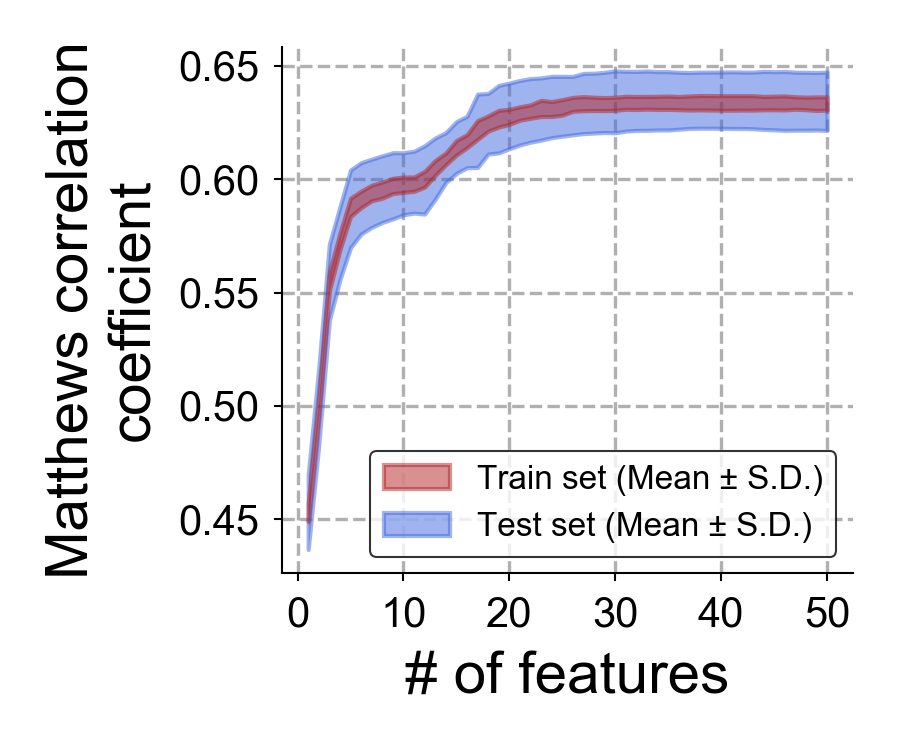 Matthews correlation
coefficient
0.65
0.60
0.55
0.50
0.45
Train set (Mean ± S.D.)
Test set (Mean ± S.D.)
0 10 20 30 40 50
# of features